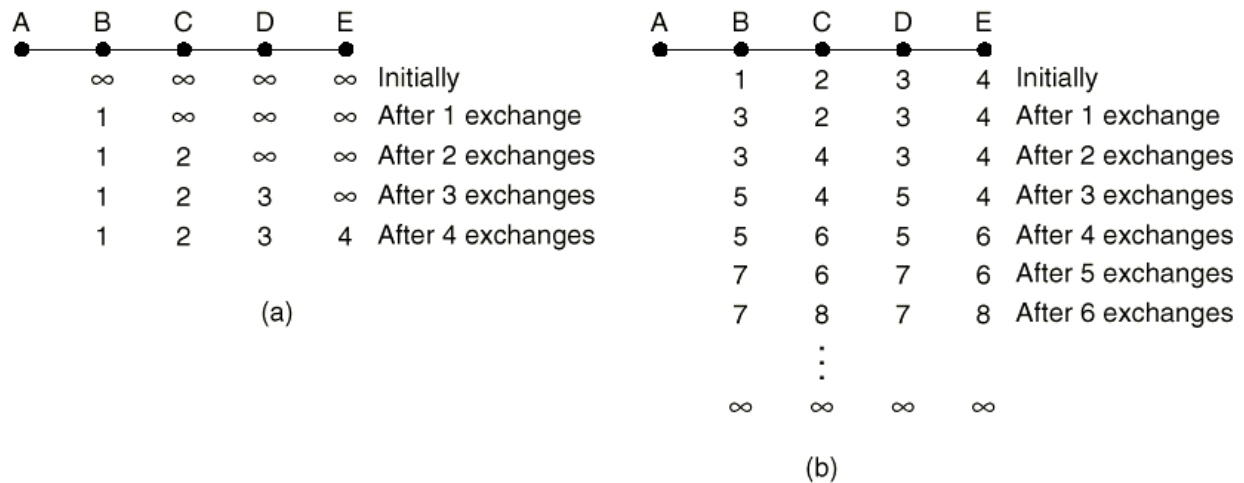 A B C D E
∞ ∞ ∞ ∞ Initially
1 ∞ ∞ ∞ After 1 exchange
1 2 ∞ ∞ After 2 exchanges
1 2 3 ∞ After 3 exchanges
1 2 3 4 After 4 exchanges
(a)
A B C D E
1 2 3 4 Initially
3 2 3 4 After 1 exchange
3 4 3 4 After 2 exchanges
5 4 5 4 After 3 exchanges
5 6 5 6 After 4 exchanges
7 6 7 6 After 5 exchanges
7 8 7 8 After 6 exchanges
⋮
∞ ∞ ∞ ∞
(b)